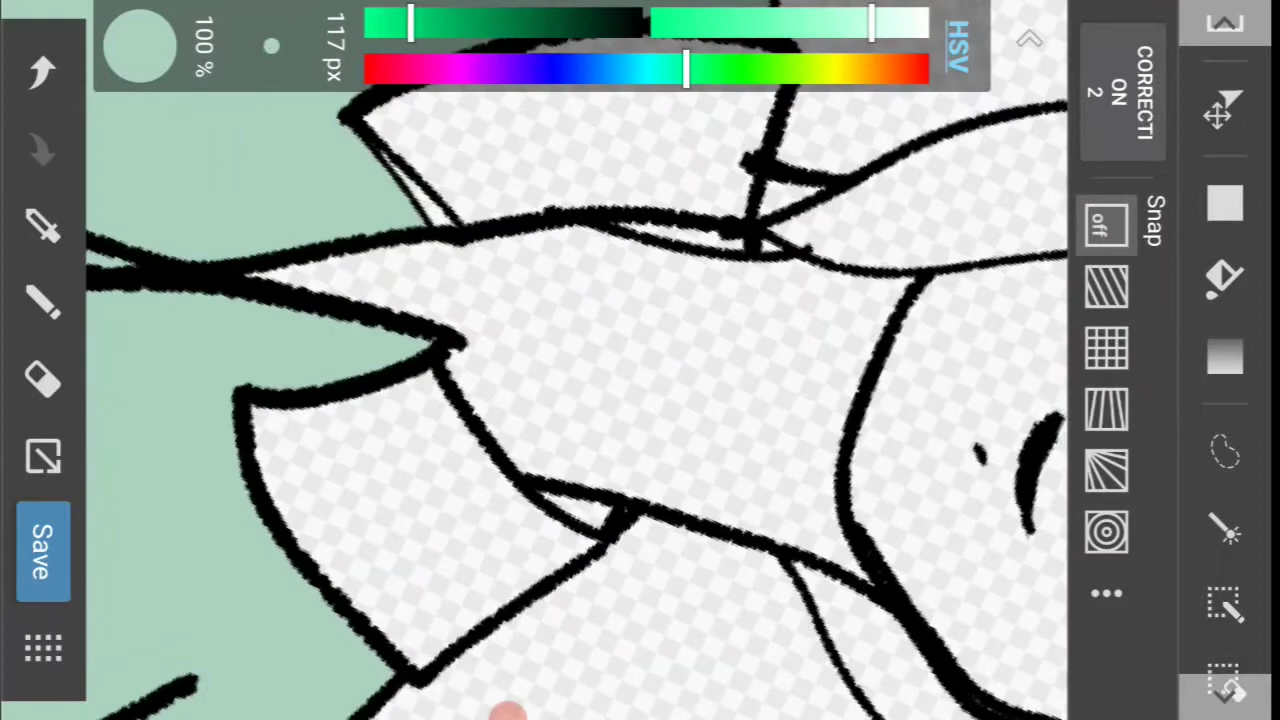 HSV
117 px
100 %
CORRECTI
ON
2
Snap
off
Save